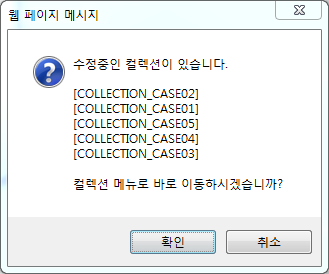 웹 페이지 메시지
수정중인 컬렉션이 있습니다.
[COLLECTION_CASE02]
[COLLECTION_CASE01]
[COLLECTION_CASE05]
[COLLECTION_CASE04]
[COLLECTION_CASE03]
컬렉션 메뉴로 바로 이동하시겠습니까?
확인
취소